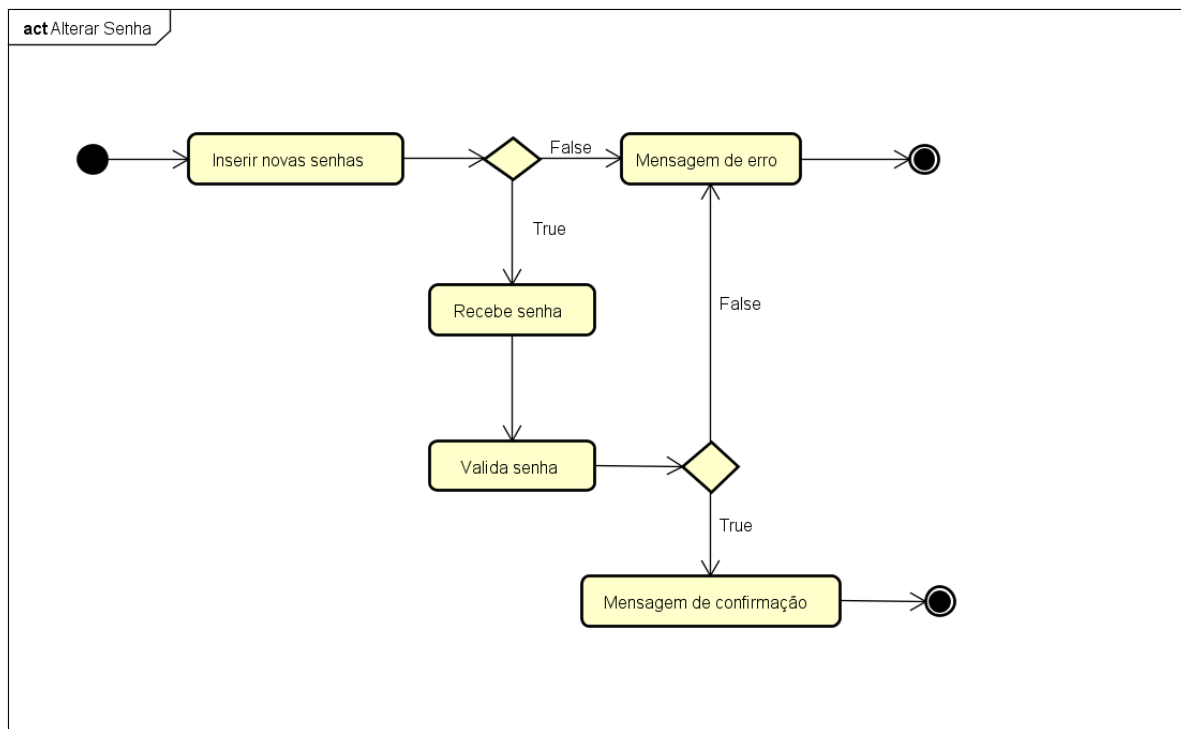 act Alterar Senha
Inserir novas senhas
False
Mensagem de erro
True
Recebe senha
False
Valida senha
True
Mensagem de confirmação